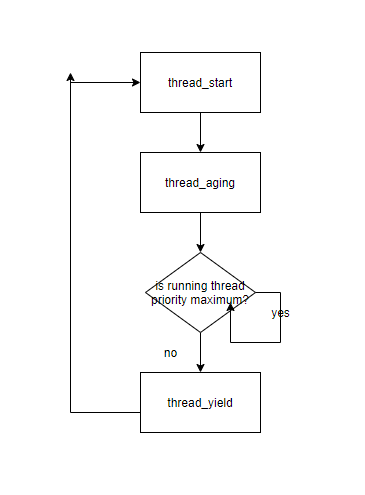 thread_start
thread_aging
is running thread
priority maximum?
yes
no
thread_yield